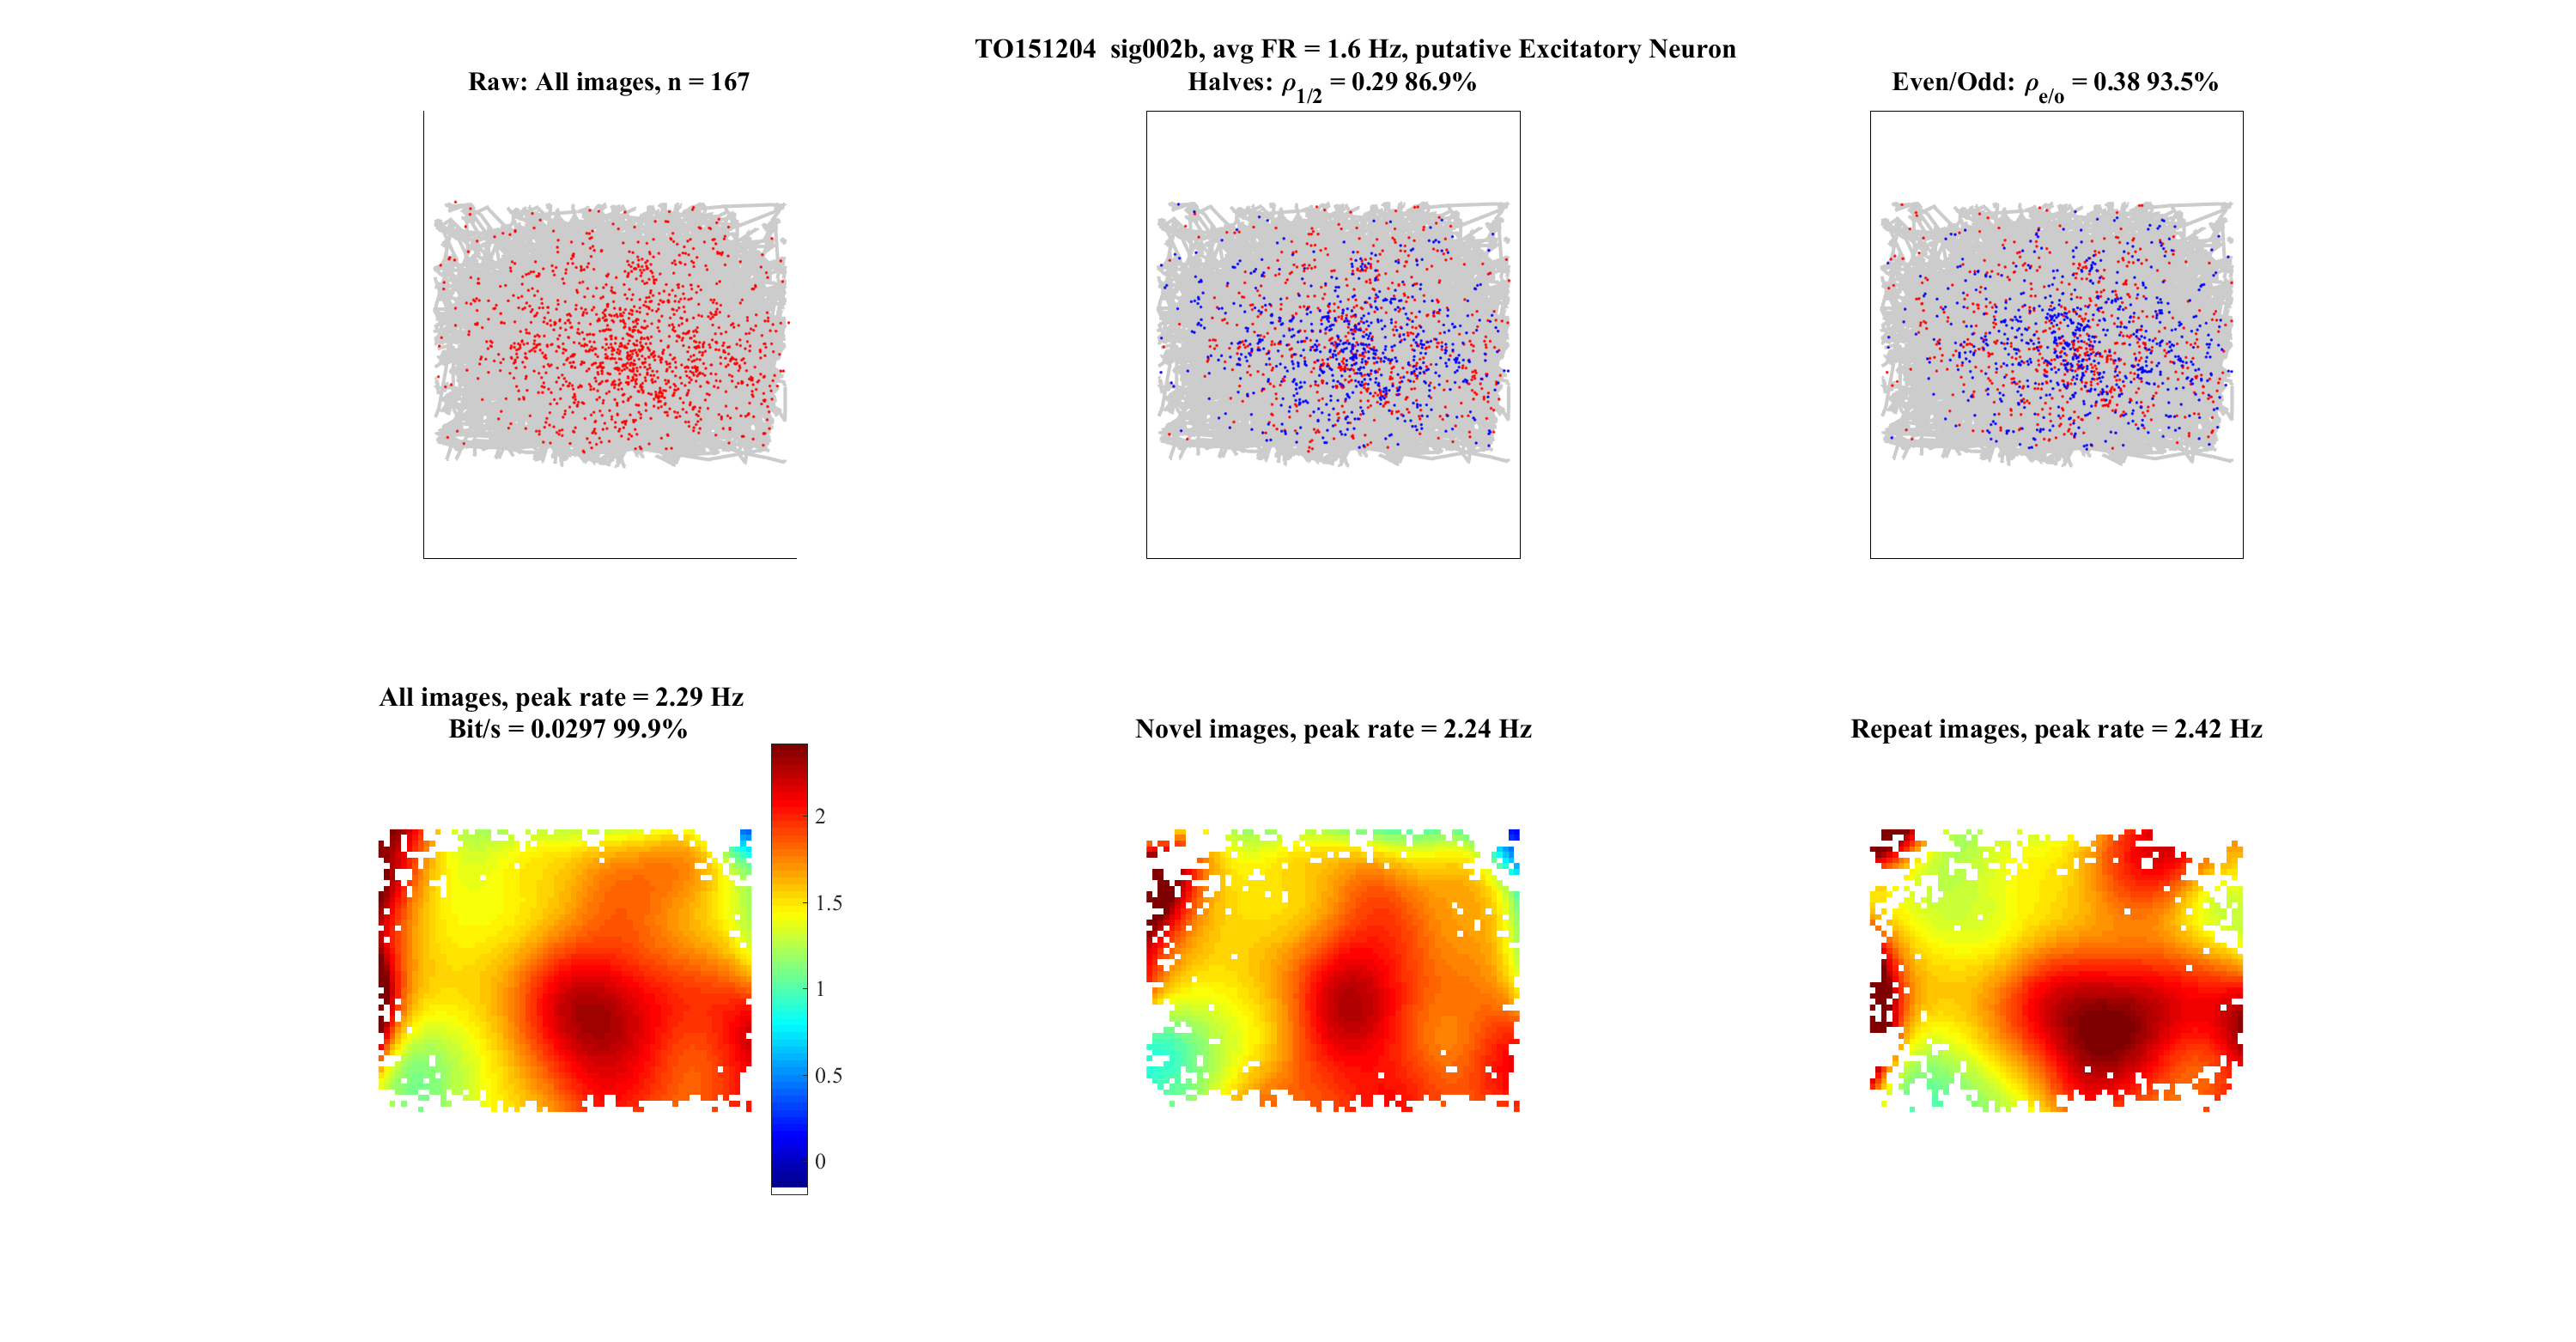 TO151204  sig002b, avg FR = 1.6 Hz, putative Excitatory Neuron
Raw: All images, n = 167
Halves: ρ1/2 = 0.29 86.9%
Even/Odd: ρe/o = 0.38 93.5%
All images, peak rate = 2.29 Hz
Bit/s = 0.0297 99.9%
Novel images, peak rate = 2.24 Hz
Repeat images, peak rate = 2.42 Hz
2
1.5
1
0.5
0